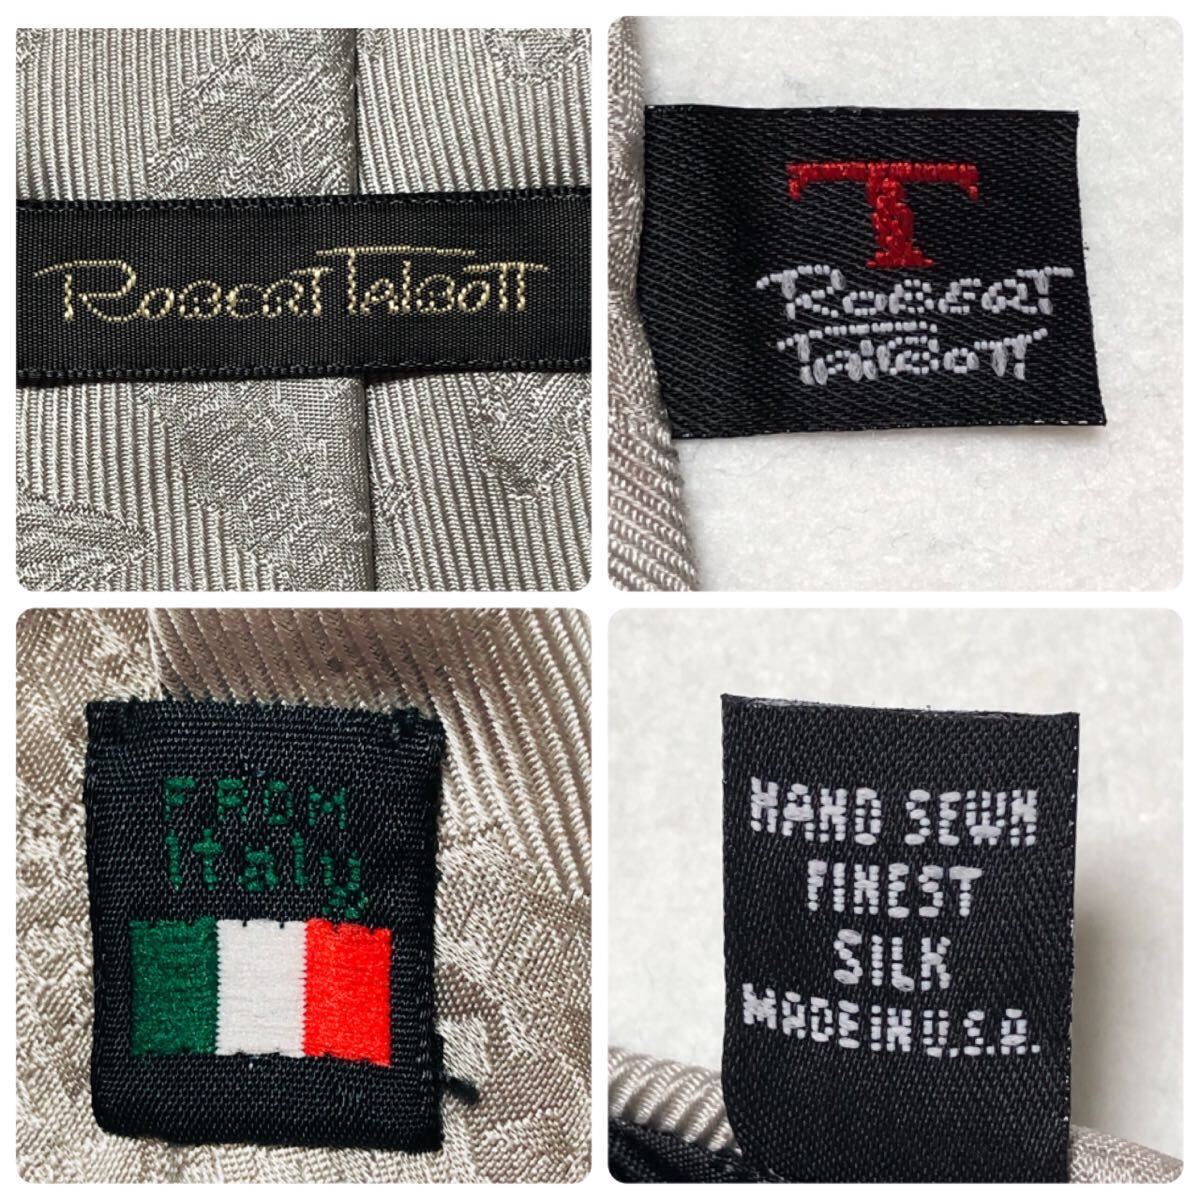 ROBERT TALBOTT
T
ROBERT
TALBOTT
FROM
Italy
HAND SEWN
FINEST
SILK
MADE IN U.S.A.